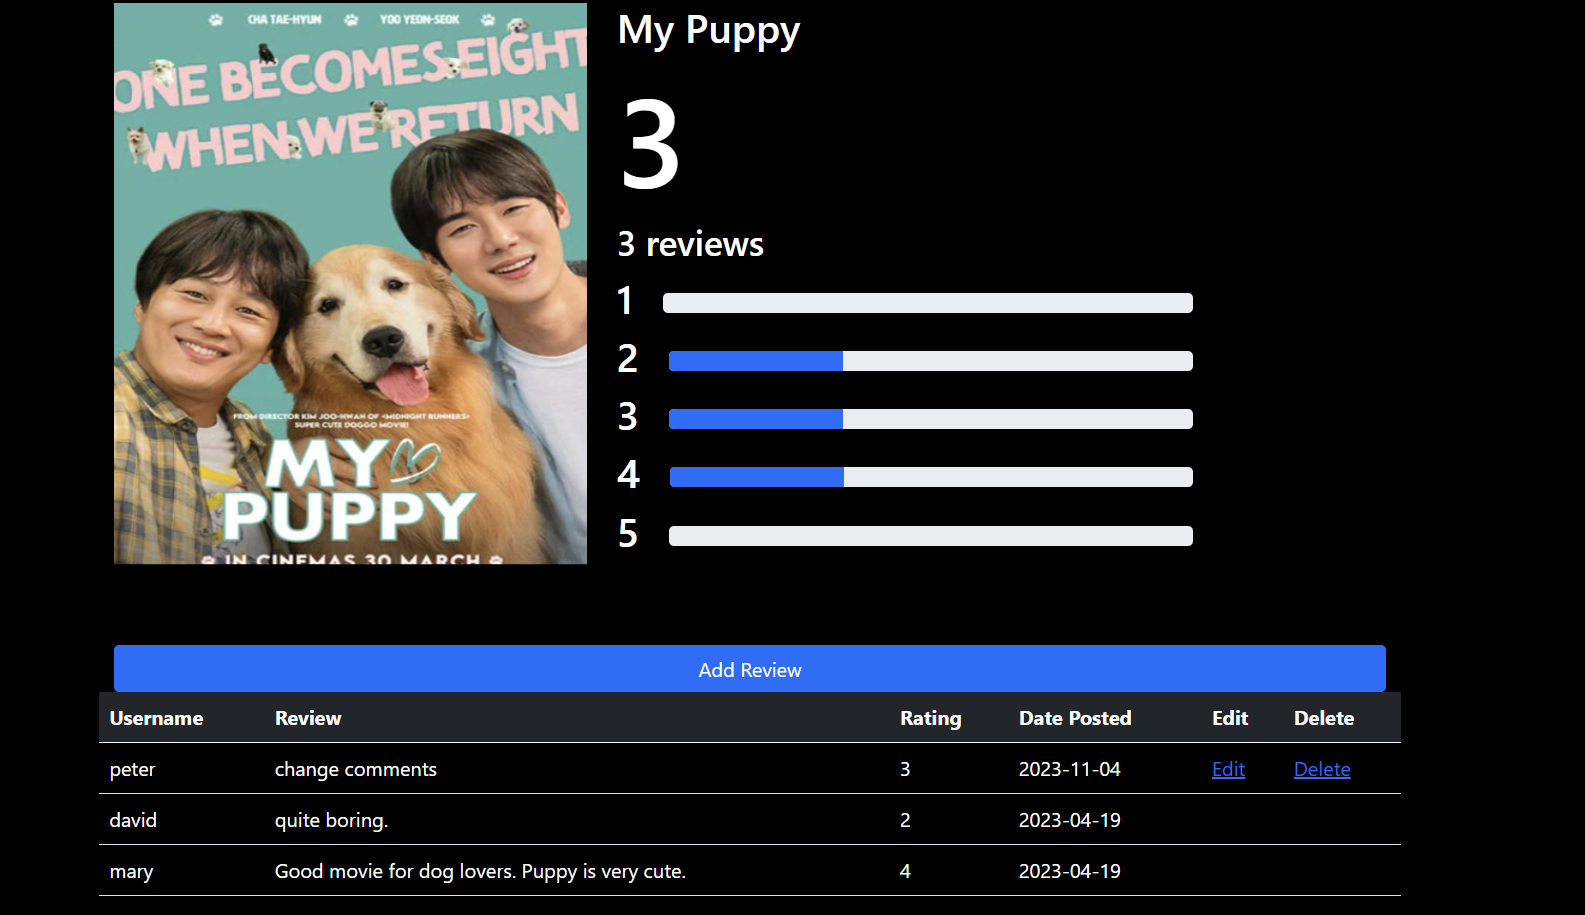 CHA TAE-HYUN YOO YEON-SEOK
ONE BECOMES EIGHT
WHEN WE RETURN
FROM DIRECTOR KIM JOO-HWAN OF <MIDNIGHT RUNNERS>
SUPER CUTE DOGGO MOVIE!
MY
PUPPY
IN CINEMAS 30 MARCH
My Puppy
3
3 reviews
1
2
3
4
5
Add Review
Username Review Rating Date Posted Edit Delete
peter change comments 3 2023-11-04 Edit Delete
david quite boring. 2 2023-04-19
mary Good movie for dog lovers. Puppy is very cute. 4 2023-04-19